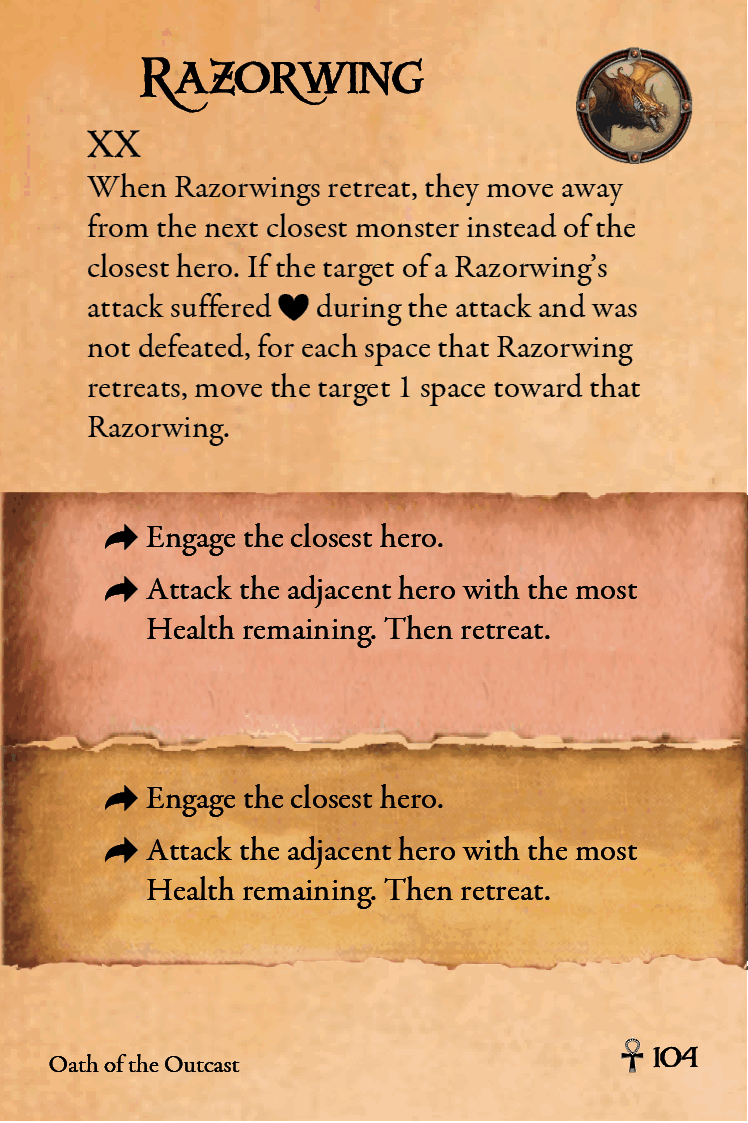 Razorwing
XX
When Razorwings retreat, they move away
from the next closest monster instead of the
closest hero. If the target of a Razorwing’s
attack suffered ♥ during the attack and was
not defeated, for each space that Razorwing
retreats, move the target 1 space toward that
Razorwing.
Engage the closest hero.
Attack the adjacent hero with the most
Health remaining. Then retreat.
Engage the closest hero.
Attack the adjacent hero with the most
Health remaining. Then retreat.
Oath of the Outcast
☥ 104